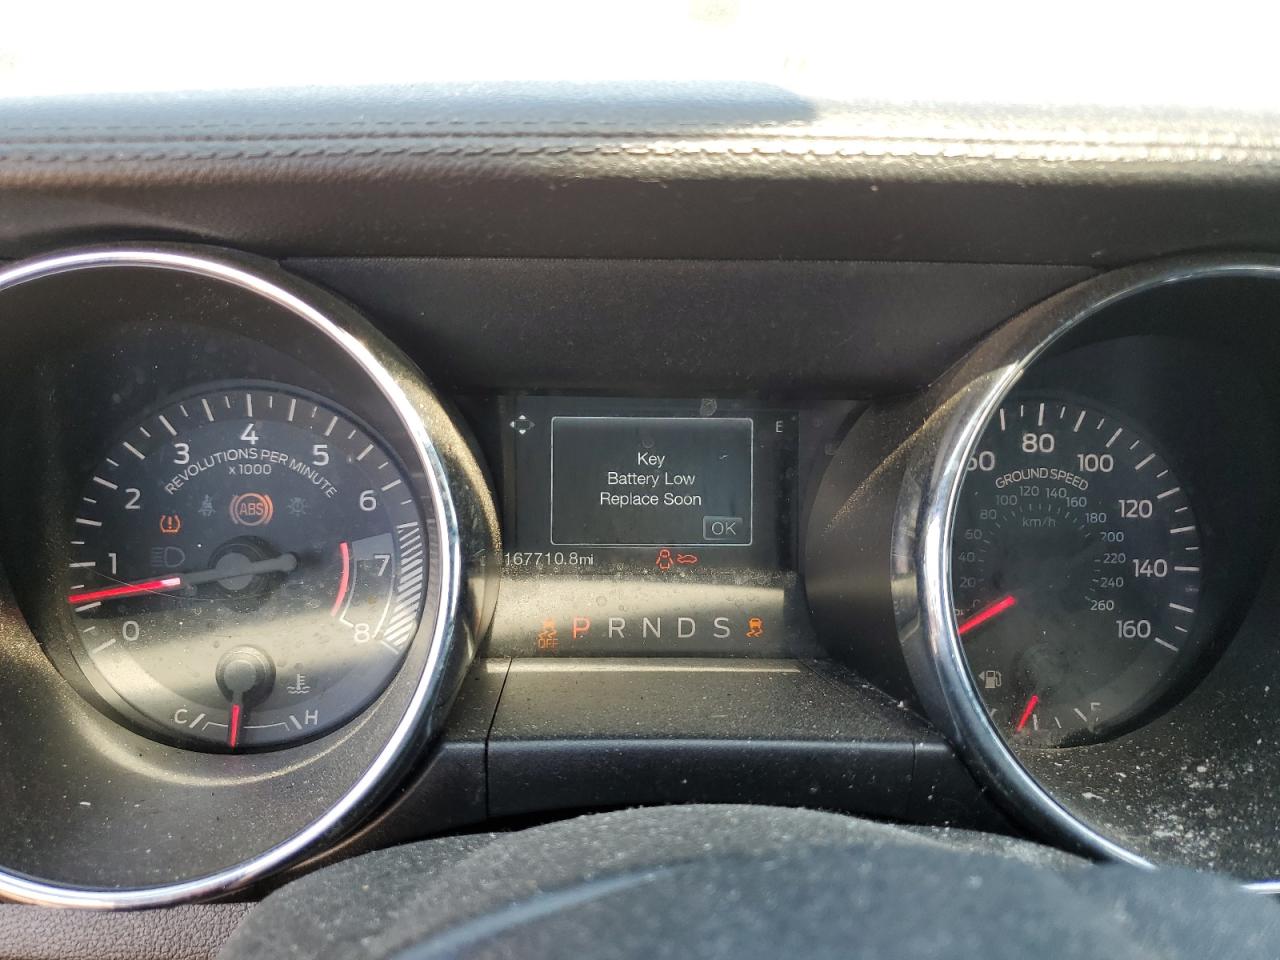 0
1
2
3
4
5
6
7
8
REVOLUTIONS PER MINUTE
x1000
ABS
C
H
E
Key
Battery Low
Replace Soon
OK
167710.8mi
OFF
P R N D S
80
100
120
140
160
GROUND SPEED
km/h
20
40
60
80
100
120
140
160
180
200
220
240
260